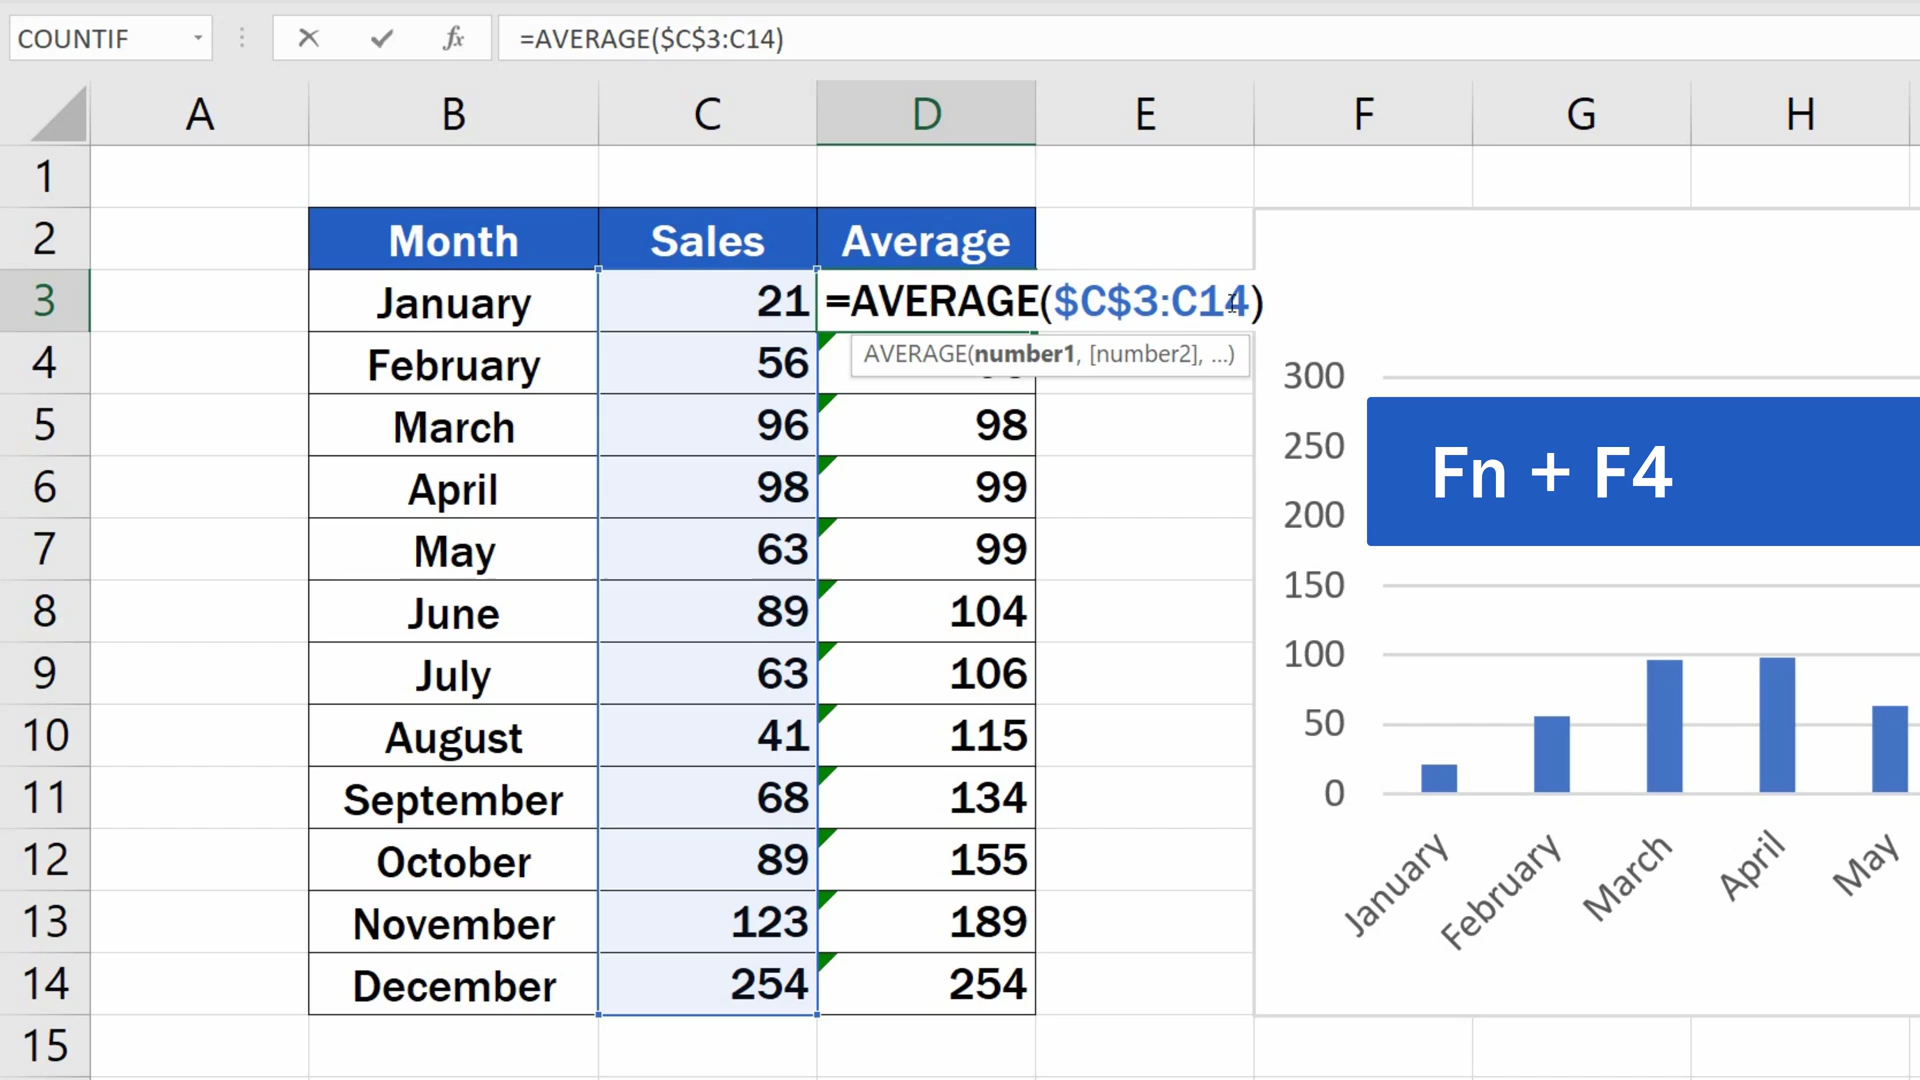 COUNTIF
fx
=AVERAGE($C$3:C14)
A B C D E F G H
1
2 Month Sales Average
3 January 21 =AVERAGE($C$3:C14)
AVERAGE(number1, [number2], ...)
4 February 56
5 March 96 98
6 April 98 99
7 May 63 99
8 June 89 104
9 July 63 106
10 August 41 115
11 September 68 134
12 October 89 155
13 November 123 189
14 December 254 254
15
300
250
Fn + F4
200
150
100
50
0
January February March April May